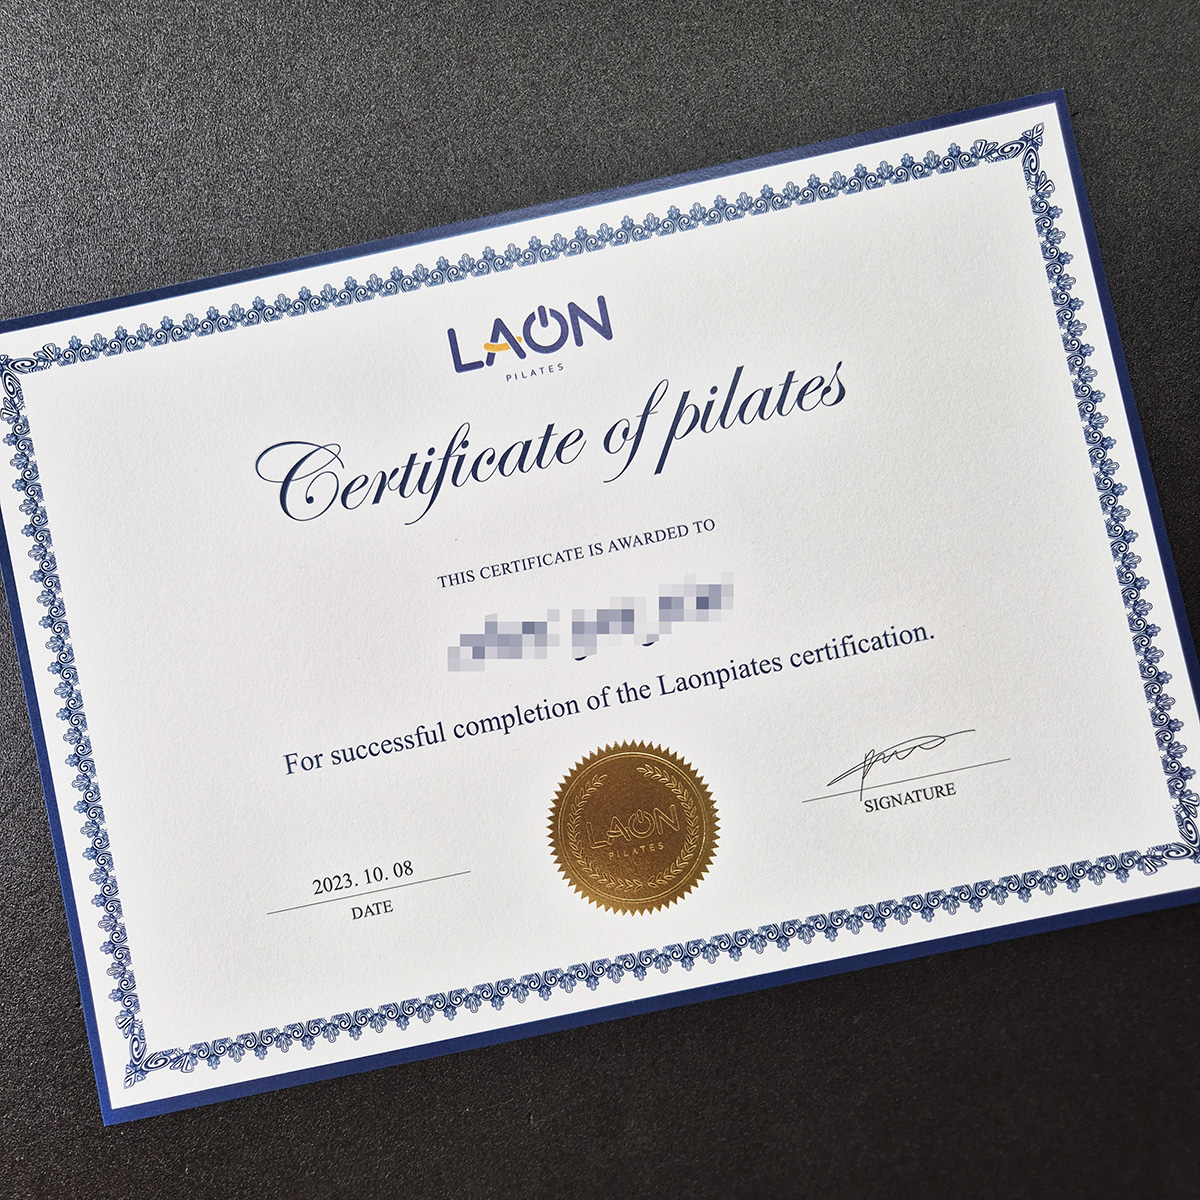 LAON
PILATES
Certificate of pilates
THIS CERTIFICATE IS AWARDED TO
For successful completion of the Laonpiates certification.
LAON
PILATES
2023. 10. 08
DATE
SIGNATURE